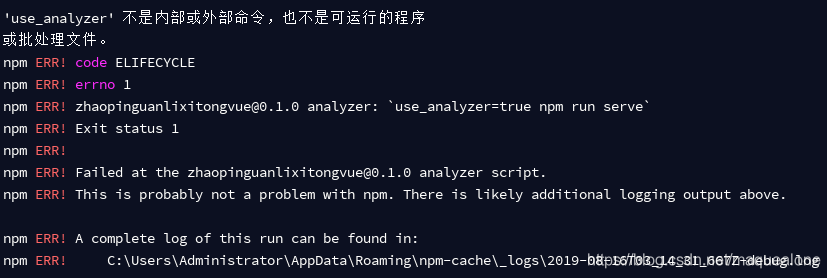 'use_analyzer' 不是内部或外部命令，也不是可运行的程序
或批处理文件。
npm ERR! code ELIFECYCLE
npm ERR! errno 1
npm ERR! zhaopinguanlixitongvue@0.1.0 analyzer: `use_analyzer=true npm run serve`
npm ERR! Exit status 1
npm ERR!
npm ERR! Failed at the zhaopinguanlixitongvue@0.1.0 analyzer script.
npm ERR! This is probably not a problem with npm. There is likely additional logging output above.
npm ERR! A complete log of this run can be found in:
npm ERR! C:\Users\Administrator\AppData\Roaming\npm-cache\_logs\2019-08-16T03_14_31_667Z-debug.log